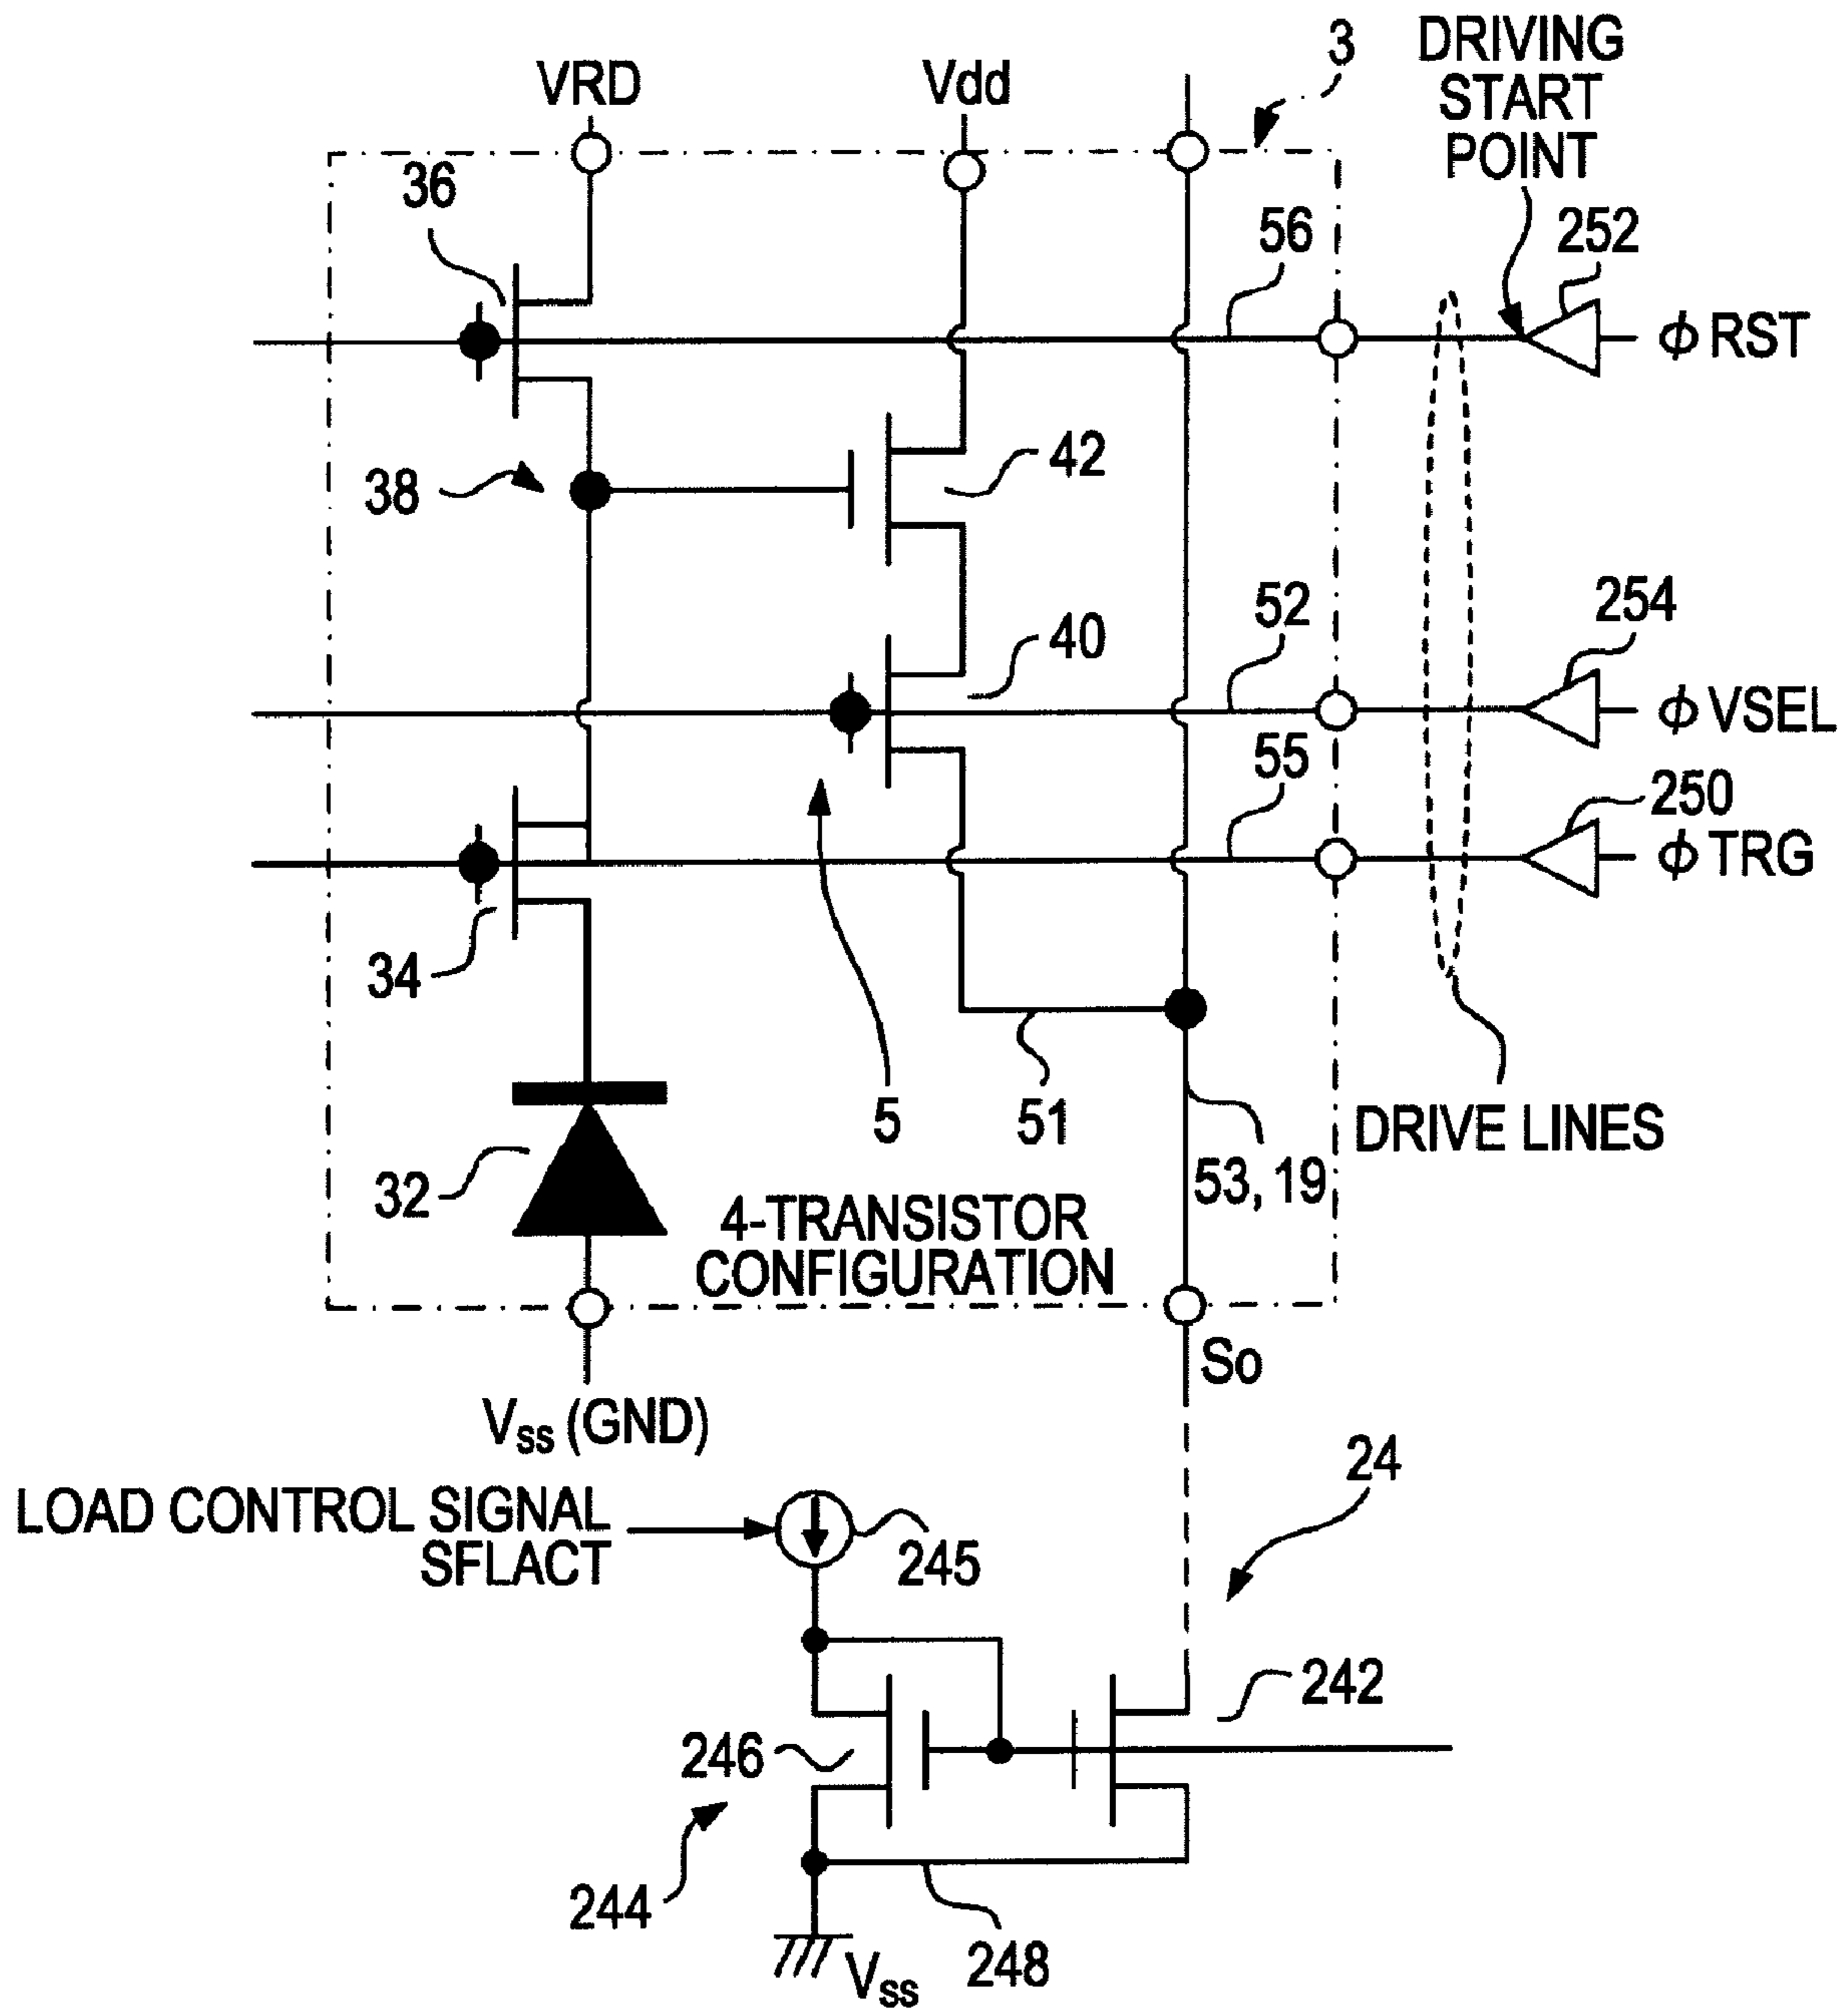 3
DRIVING
START
POINT
VRD
Vdd
36
56
252
ϕ RST
38
42
254
52
40
ϕ VSEL
55
250
ϕ TRG
34
5
51
DRIVE LINES
32
53, 19
4-TRANSISTOR
CONFIGURATION
So
Vss (GND)
24
LOAD CONTROL SIGNAL
SFLACT
245
242
246
244
248
Vss